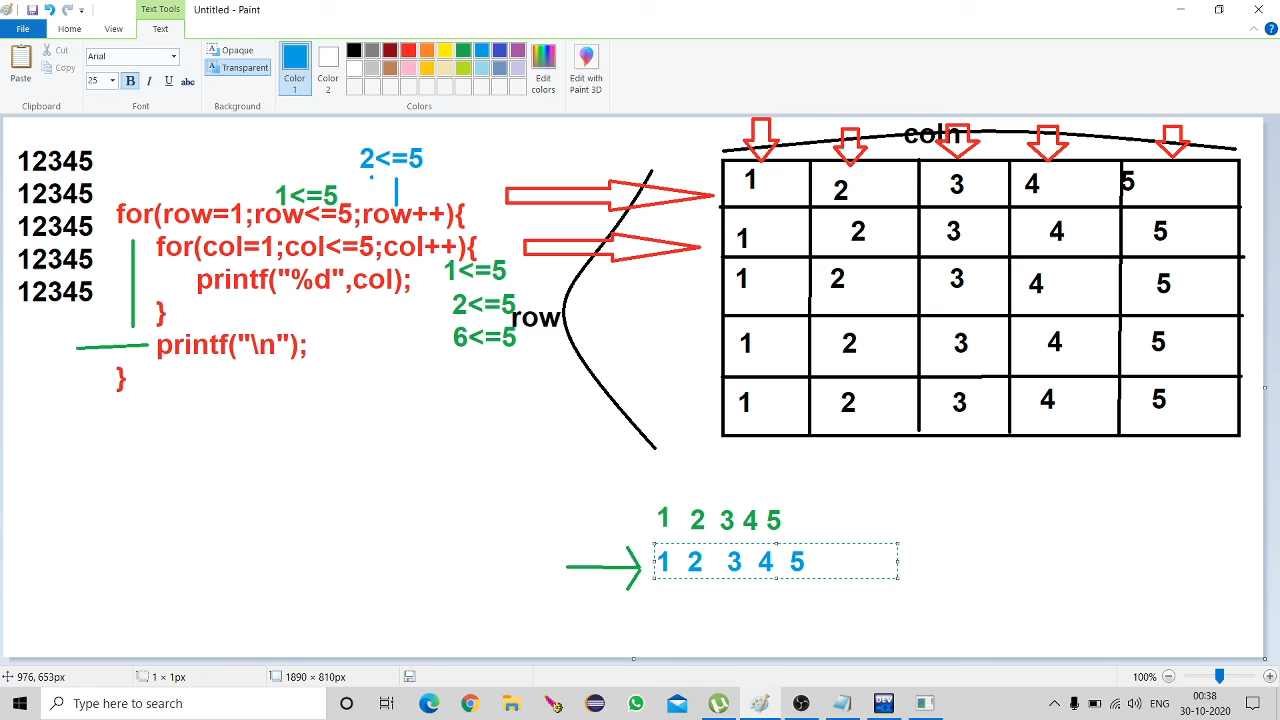 Text Tools
Untitled - Paint
File
Home
View
Text
Paste
Cut
Copy
Clipboard
Arial
25
B I U abc
Font
Opaque
Transparent
Background
Color 1
Color 2
Edit colors
Colors
Edit with Paint 3D
12345
12345
12345
12345
12345
2<=5
1<=5
for(row=1;row<=5;row++){
for(col=1;col<=5;col++){
printf("%d",col);
}
printf("\n");
}
1<=5
2<=5
6<=5
row
coln
1 2 3 4 5
1 2 3 4 5
1 2 3 4 5
1 2 3 4 5
1 2 3 4 5
1 2 3 4 5
1 2 3 4 5
976, 653px
1 × 1px
1890 × 810px
100%
Type here to search
ENG
00:38
30-10-2020